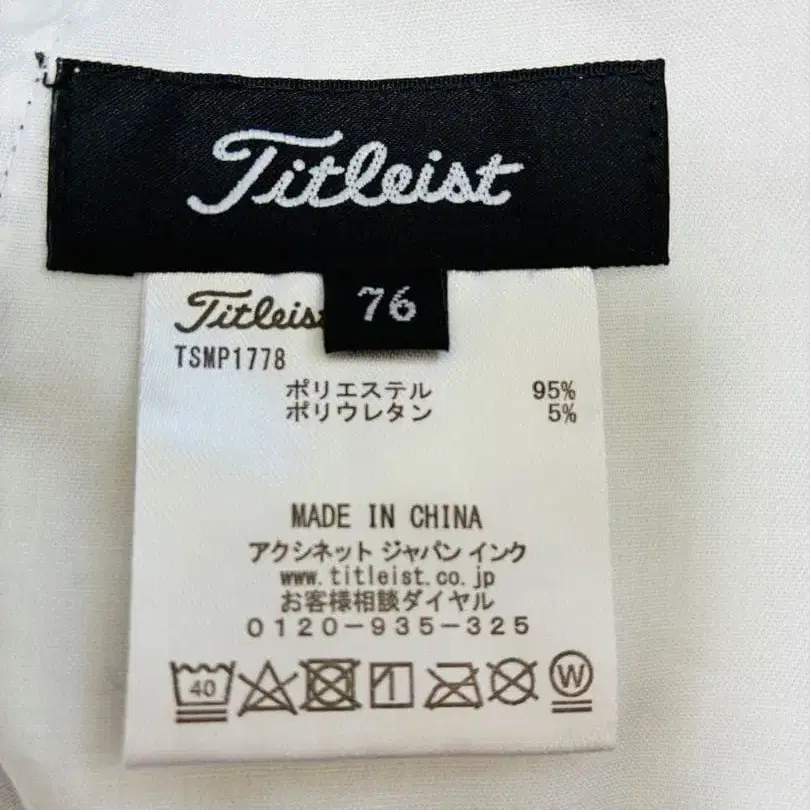 Titleist
76
Titleist
TSMP1778
ポリエステル 95%
ポリウレタン 5%
MADE IN CHINA
アクシネット ジャパン インク
www.titleist.co.jp
お客様相談ダイヤル
0120-935-325
40 W